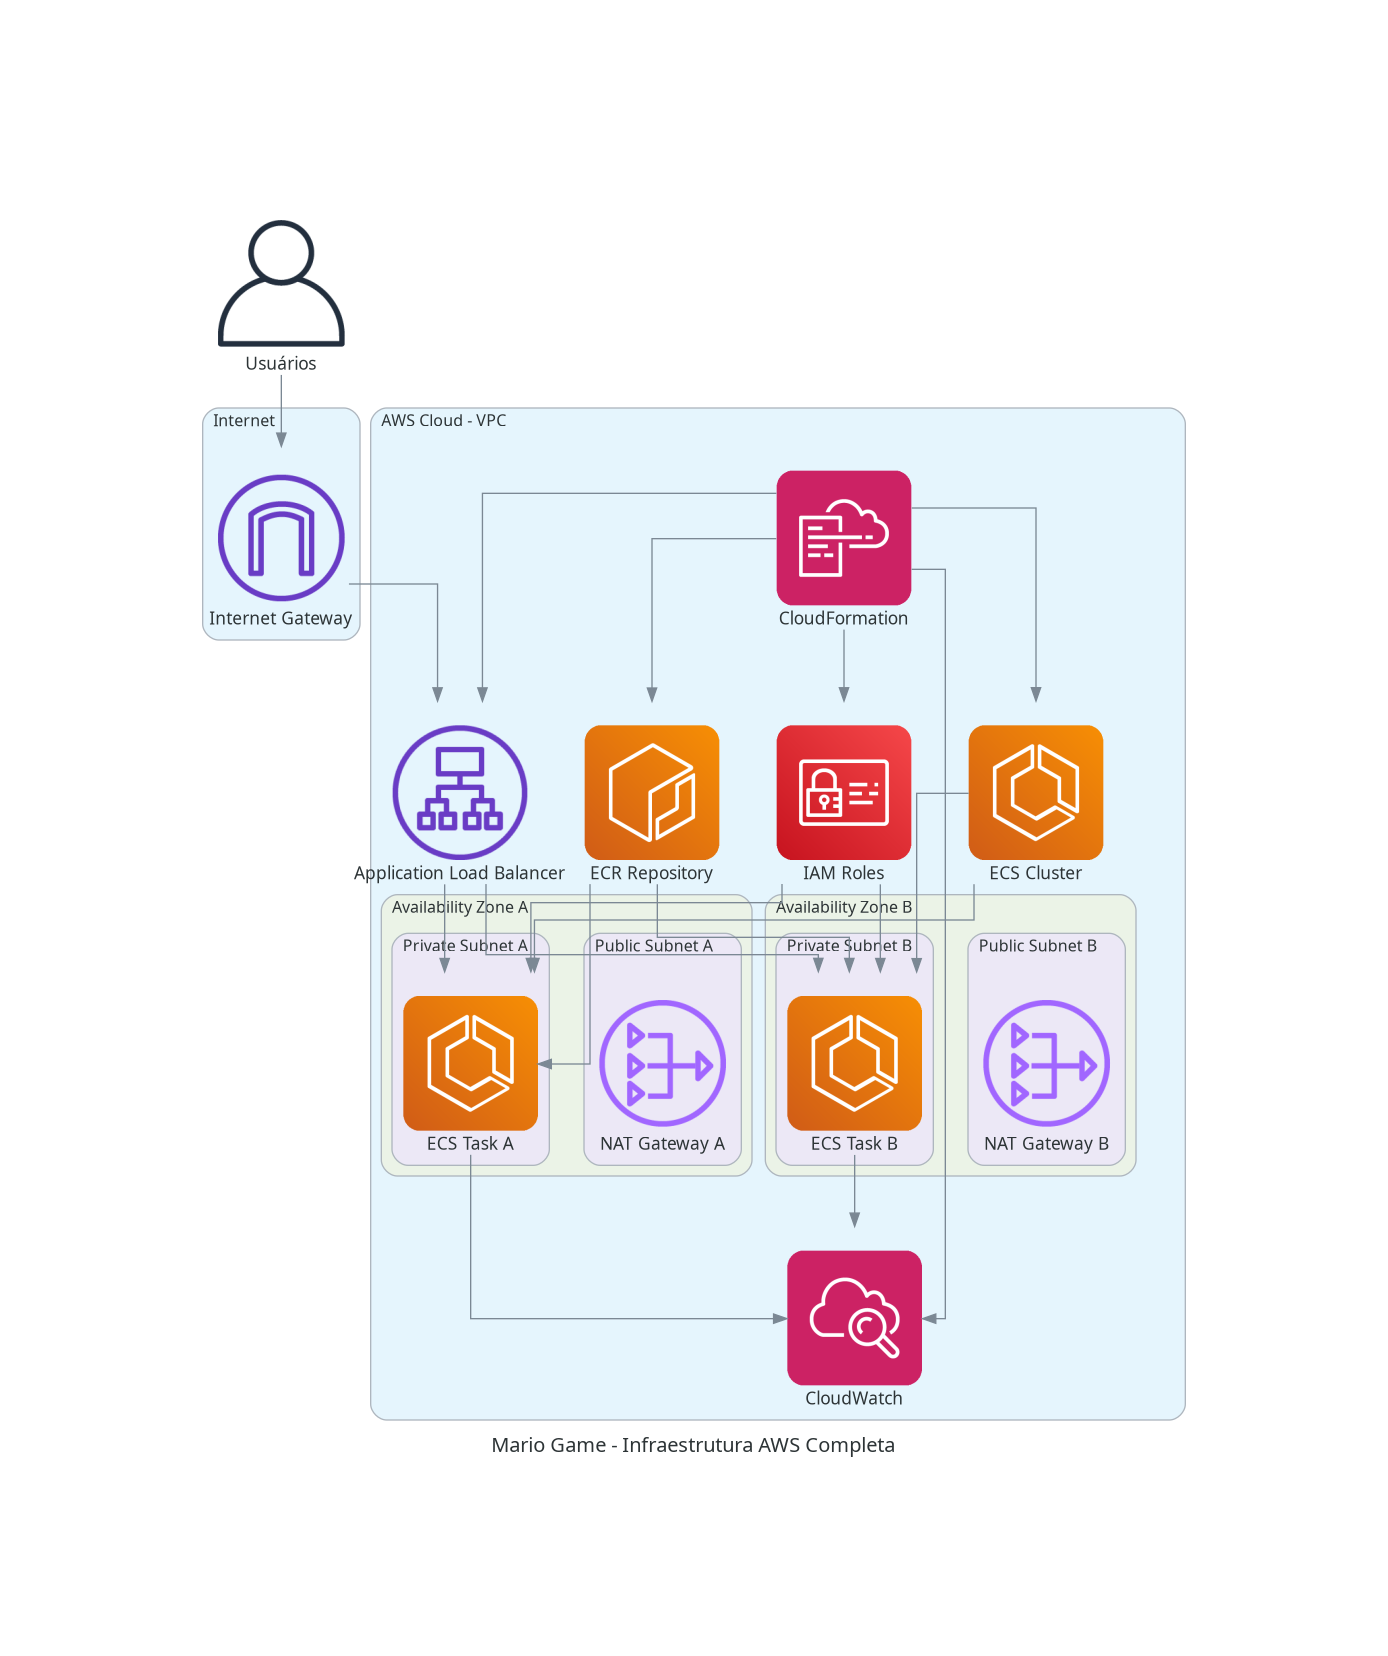 Usuários
Internet
AWS Cloud - VPC
Internet Gateway
CloudFormation
Application Load Balancer
ECR Repository
IAM Roles
ECS Cluster
Availability Zone A
Availability Zone B
Private Subnet A
Public Subnet A
Private Subnet B
Public Subnet B
ECS Task A
NAT Gateway A
ECS Task B
NAT Gateway B
CloudWatch
Mario Game - Infraestrutura AWS Completa